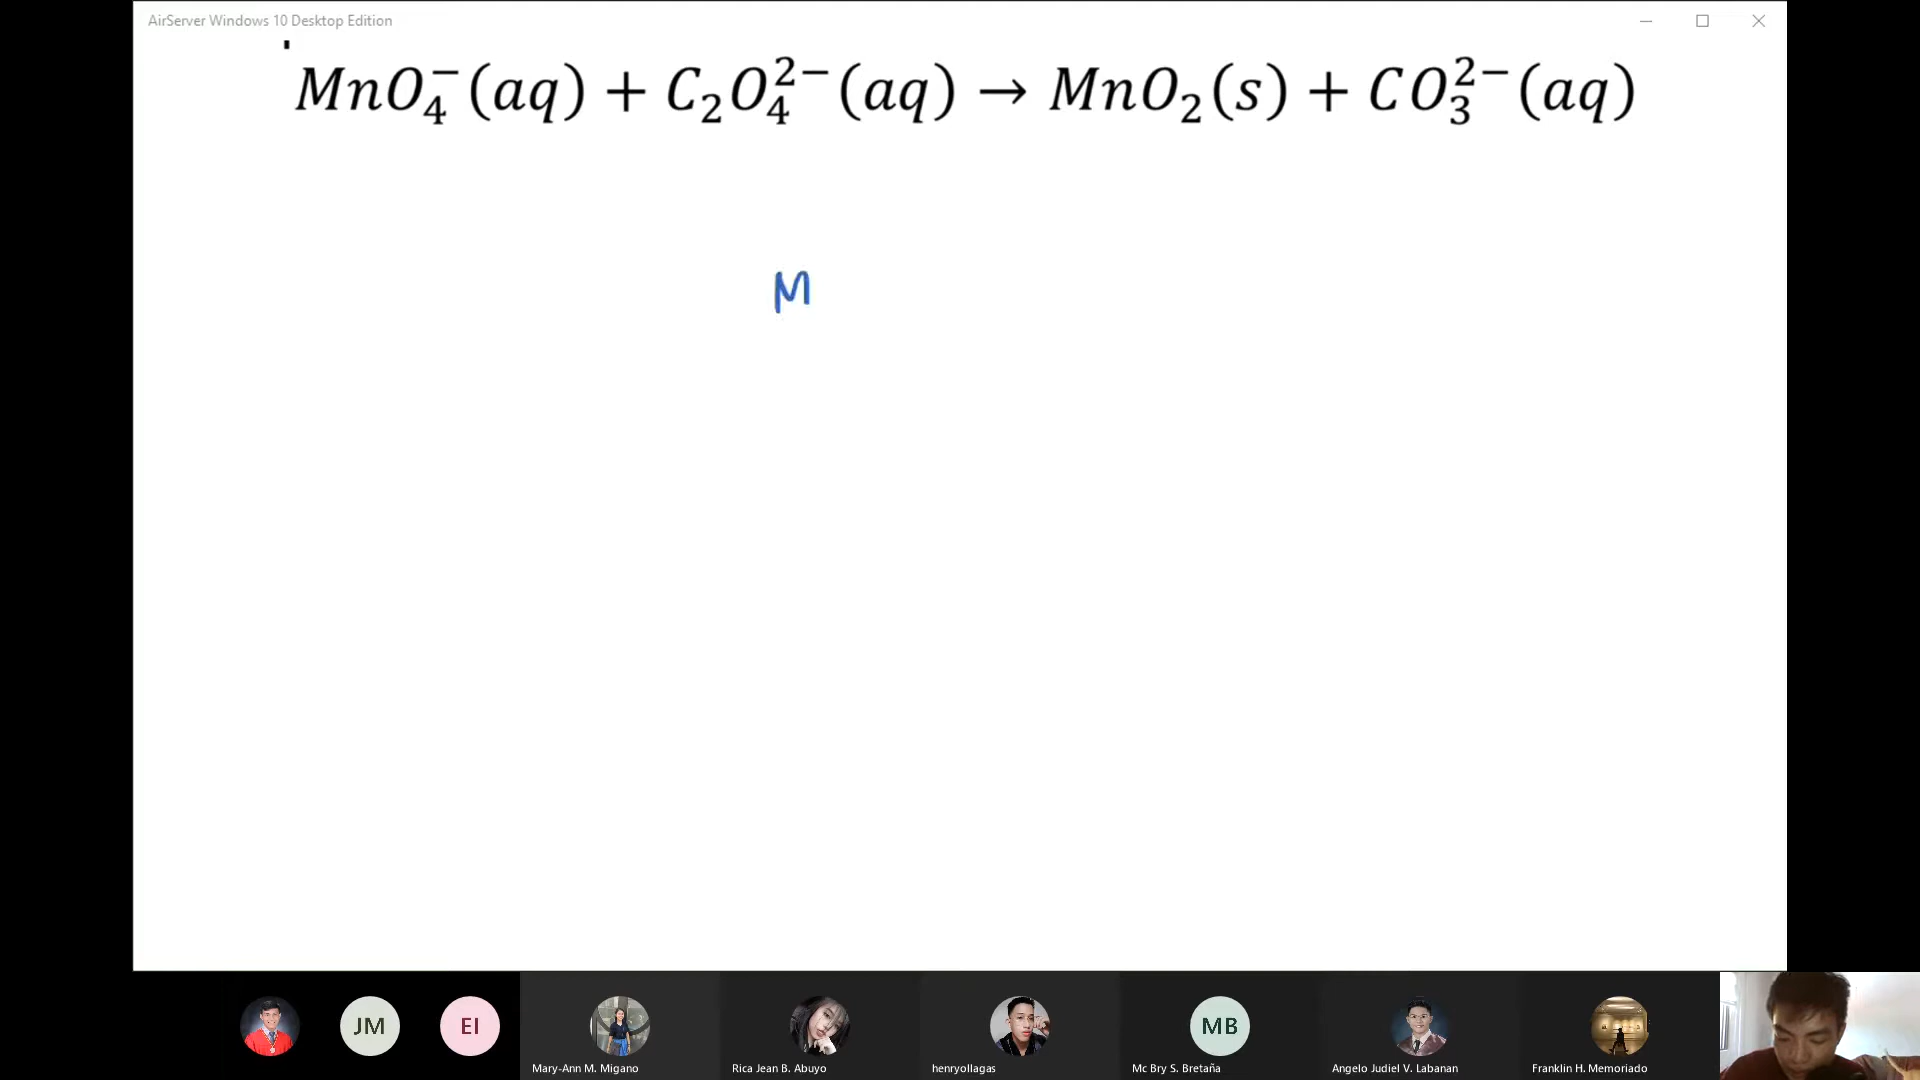 AirServer Windows 10 Desktop Edition
MnO₄⁻(aq) + C₂O₄²⁻(aq) → MnO₂(s) + CO₃²⁻(aq)
M
JM
EI
MB
Mary-Ann M. Migano
Rica Jean B. Abuyo
henryollagas
Mc Bry S. Bretaña
Angelo Judiel V. Labanan
Franklin H. Memoriado